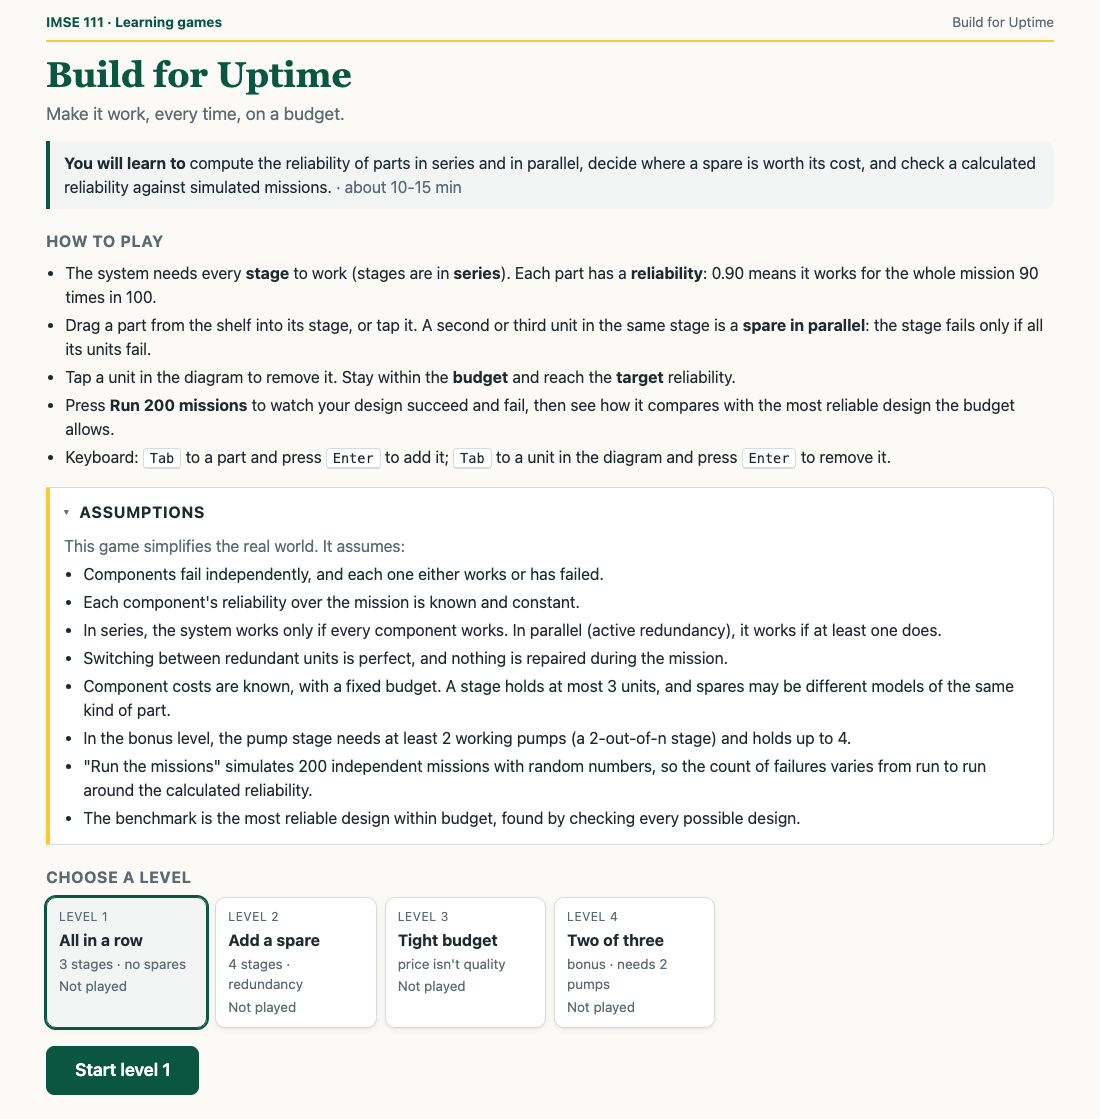 IMSE 111 · Learning games
Build for Uptime
Build for Uptime
Make it work, every time, on a budget.
You will learn to compute the reliability of parts in series and in parallel, decide where a spare is worth its cost, and check a calculated
reliability against simulated missions. · about 10-15 min
HOW TO PLAY
• The system needs every stage to work (stages are in series). Each part has a reliability: 0.90 means it works for the whole mission 90
times in 100.
• Drag a part from the shelf into its stage, or tap it. A second or third unit in the same stage is a spare in parallel: the stage fails only if all
its units fail.
• Tap a unit in the diagram to remove it. Stay within the budget and reach the target reliability.
• Press Run 200 missions to watch your design succeed and fail, then see how it compares with the most reliable design the budget
allows.
• Keyboard: Tab to a part and press Enter to add it; Tab to a unit in the diagram and press Enter to remove it.
▾ ASSUMPTIONS
This game simplifies the real world. It assumes:
• Components fail independently, and each one either works or has failed.
• Each component's reliability over the mission is known and constant.
• In series, the system works only if every component works. In parallel (active redundancy), it works if at least one does.
• Switching between redundant units is perfect, and nothing is repaired during the mission.
• Component costs are known, with a fixed budget. A stage holds at most 3 units, and spares may be different models of the same
kind of part.
• In the bonus level, the pump stage needs at least 2 working pumps (a 2-out-of-n stage) and holds up to 4.
• "Run the missions" simulates 200 independent missions with random numbers, so the count of failures varies from run to run
around the calculated reliability.
• The benchmark is the most reliable design within budget, found by checking every possible design.
CHOOSE A LEVEL
LEVEL 1
All in a row
3 stages · no spares
Not played
LEVEL 2
Add a spare
4 stages ·
redundancy
Not played
LEVEL 3
Tight budget
price isn't quality
Not played
LEVEL 4
Two of three
bonus · needs 2
pumps
Not played
Start level 1